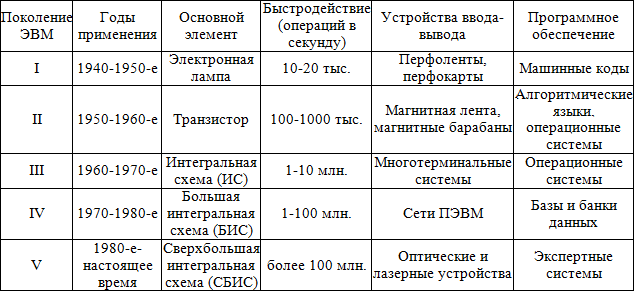 Поколение ЭВМ | Годы применения | Основной элемент | Быстродействие (операций в секунду) | Устройства ввода-вывода | Программное обеспечение
I | 1940-1950-е | Электронная лампа | 10-20 тыс. | Перфоленты, перфокарты | Машинные коды
II | 1950-1960-е | Транзистор | 100-1000 тыс. | Магнитная лента, магнитные барабаны | Алгоритмические языки. операционные системы
III | 1960-1970-е | Интегральная схема (ИС) | 1-10 млн. | Многотерминальные системы | Операционные системы
IV | 1970-1980-е | Большая интегральная схема (БИС) | 1-100 млн. | Сети ПЭВМ | Базы и банки данных
V | 1980-е-настоящее время | Сверхбольшая интегральная схема (СБИС) | более 100 млн. | Оптические и лазерные устройства | Экспертные системы